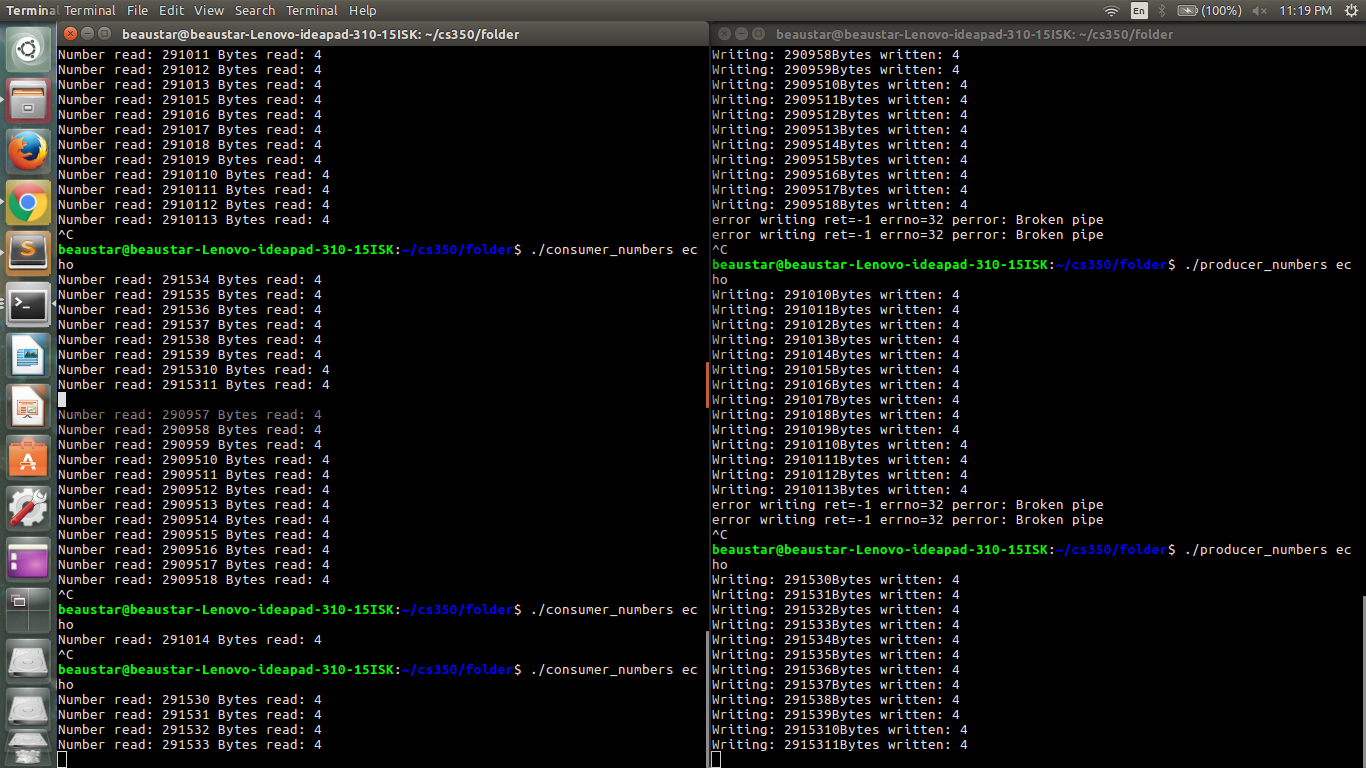 Terminal Terminal File Edit View Search Terminal Help En (100%) 11:19 PM
beaustar@beaustar-Lenovo-ideapad-310-15ISK: ~/cs350/folder
Number read: 291011 Bytes read: 4
Number read: 291012 Bytes read: 4
Number read: 291013 Bytes read: 4
Number read: 291015 Bytes read: 4
Number read: 291016 Bytes read: 4
Number read: 291017 Bytes read: 4
Number read: 291018 Bytes read: 4
Number read: 291019 Bytes read: 4
Number read: 2910110 Bytes read: 4
Number read: 2910111 Bytes read: 4
Number read: 2910112 Bytes read: 4
Number read: 2910113 Bytes read: 4
^C
beaustar@beaustar-Lenovo-ideapad-310-15ISK:~/cs350/folder$ ./consumer_numbers ec
ho
Number read: 291534 Bytes read: 4
Number read: 291535 Bytes read: 4
Number read: 291536 Bytes read: 4
Number read: 291537 Bytes read: 4
Number read: 291538 Bytes read: 4
Number read: 291539 Bytes read: 4
Number read: 2915310 Bytes read: 4
Number read: 2915311 Bytes read: 4
Number read: 290957 Bytes read: 4
Number read: 290958 Bytes read: 4
Number read: 290959 Bytes read: 4
Number read: 2909510 Bytes read: 4
Number read: 2909511 Bytes read: 4
Number read: 2909512 Bytes read: 4
Number read: 2909513 Bytes read: 4
Number read: 2909514 Bytes read: 4
Number read: 2909515 Bytes read: 4
Number read: 2909516 Bytes read: 4
Number read: 2909517 Bytes read: 4
Number read: 2909518 Bytes read: 4
^C
beaustar@beaustar-Lenovo-ideapad-310-15ISK:~/cs350/folder$ ./consumer_numbers ec
ho
Number read: 291014 Bytes read: 4
^C
beaustar@beaustar-Lenovo-ideapad-310-15ISK:~/cs350/folder$ ./consumer_numbers ec
ho
Number read: 291530 Bytes read: 4
Number read: 291531 Bytes read: 4
Number read: 291532 Bytes read: 4
Number read: 291533 Bytes read: 4
beaustar@beaustar-Lenovo-ideapad-310-15ISK: ~/cs350/folder
Writing: 290958Bytes written: 4
Writing: 290959Bytes written: 4
Writing: 2909510Bytes written: 4
Writing: 2909511Bytes written: 4
Writing: 2909512Bytes written: 4
Writing: 2909513Bytes written: 4
Writing: 2909514Bytes written: 4
Writing: 2909515Bytes written: 4
Writing: 2909516Bytes written: 4
Writing: 2909517Bytes written: 4
Writing: 2909518Bytes written: 4
error writing ret=-1 errno=32 perror: Broken pipe
error writing ret=-1 errno=32 perror: Broken pipe
^C
beaustar@beaustar-Lenovo-ideapad-310-15ISK:~/cs350/folder$ ./producer_numbers ec
ho
Writing: 291010Bytes written: 4
Writing: 291011Bytes written: 4
Writing: 291012Bytes written: 4
Writing: 291013Bytes written: 4
Writing: 291014Bytes written: 4
Writing: 291015Bytes written: 4
Writing: 291016Bytes written: 4
Writing: 291017Bytes written: 4
Writing: 291018Bytes written: 4
Writing: 291019Bytes written: 4
Writing: 2910110Bytes written: 4
Writing: 2910111Bytes written: 4
Writing: 2910112Bytes written: 4
Writing: 2910113Bytes written: 4
error writing ret=-1 errno=32 perror: Broken pipe
error writing ret=-1 errno=32 perror: Broken pipe
^C
beaustar@beaustar-Lenovo-ideapad-310-15ISK:~/cs350/folder$ ./producer_numbers ec
ho
Writing: 291530Bytes written: 4
Writing: 291531Bytes written: 4
Writing: 291532Bytes written: 4
Writing: 291533Bytes written: 4
Writing: 291534Bytes written: 4
Writing: 291535Bytes written: 4
Writing: 291536Bytes written: 4
Writing: 291537Bytes written: 4
Writing: 291538Bytes written: 4
Writing: 291539Bytes written: 4
Writing: 2915310Bytes written: 4
Writing: 2915311Bytes written: 4